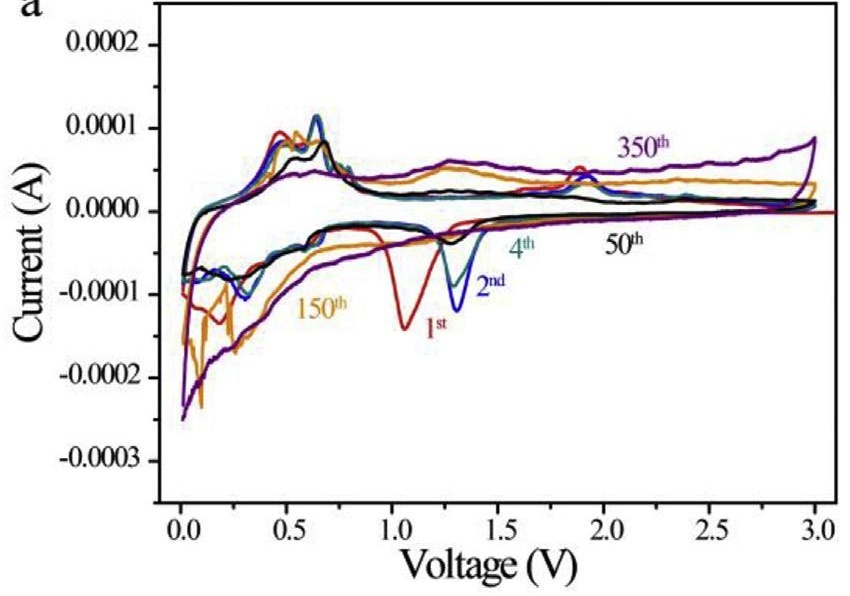 a
0.0002
0.0001
0.0000
-0.0001
-0.0002
-0.0003
Current (A)
350th
50th
4th
2nd
1st
150th
0.0 0.5 1.0 1.5 2.0 2.5 3.0
Voltage (V)